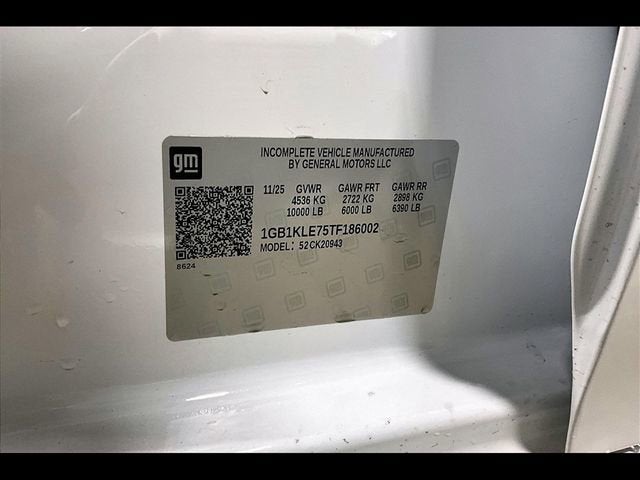 gm
INCOMPLETE VEHICLE MANUFACTURED
BY GENERAL MOTORS LLC
11/25 GVWR GAWR FRT GAWR RR
4536 KG 2722 KG 2898 KG
10000 LB 6000 LB 6390 LB
1GB1KLE75TF186002
MODEL: 52CK20943
8624